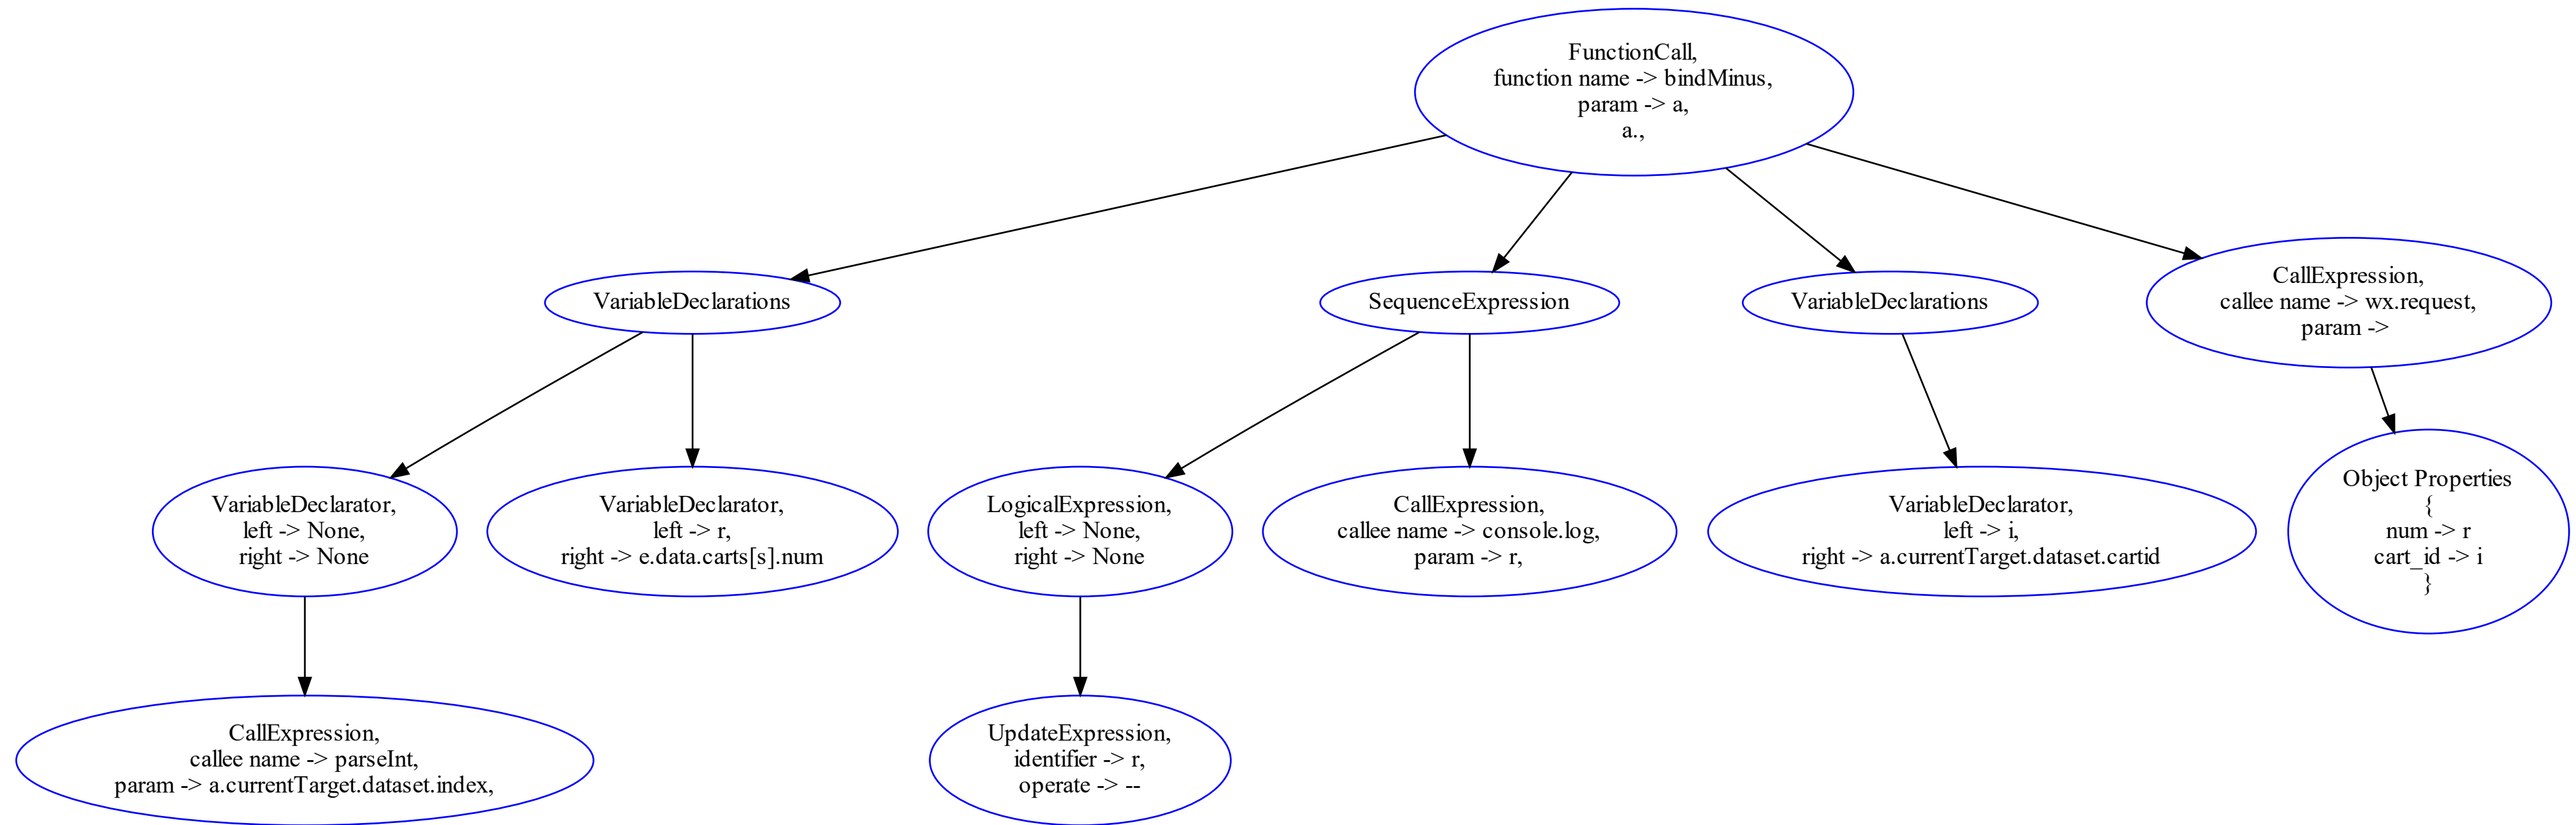 FunctionCall,
function name -> bindMinus,
param -> a,
a.,
VariableDeclarations
SequenceExpression
VariableDeclarations
CallExpression,
callee name -> wx.request,
param ->
VariableDeclarator,
left -> None,
right -> None
VariableDeclarator,
left -> r,
right -> e.data.carts[s].num
LogicalExpression,
left -> None,
right -> None
CallExpression,
callee name -> console.log,
param -> r,
VariableDeclarator,
left -> i,
right -> a.currentTarget.dataset.cartid
Object Properties
{
num -> r
cart_id -> i
}
CallExpression,
callee name -> parseInt,
param -> a.currentTarget.dataset.index,
UpdateExpression,
identifier -> r,
operate -> --